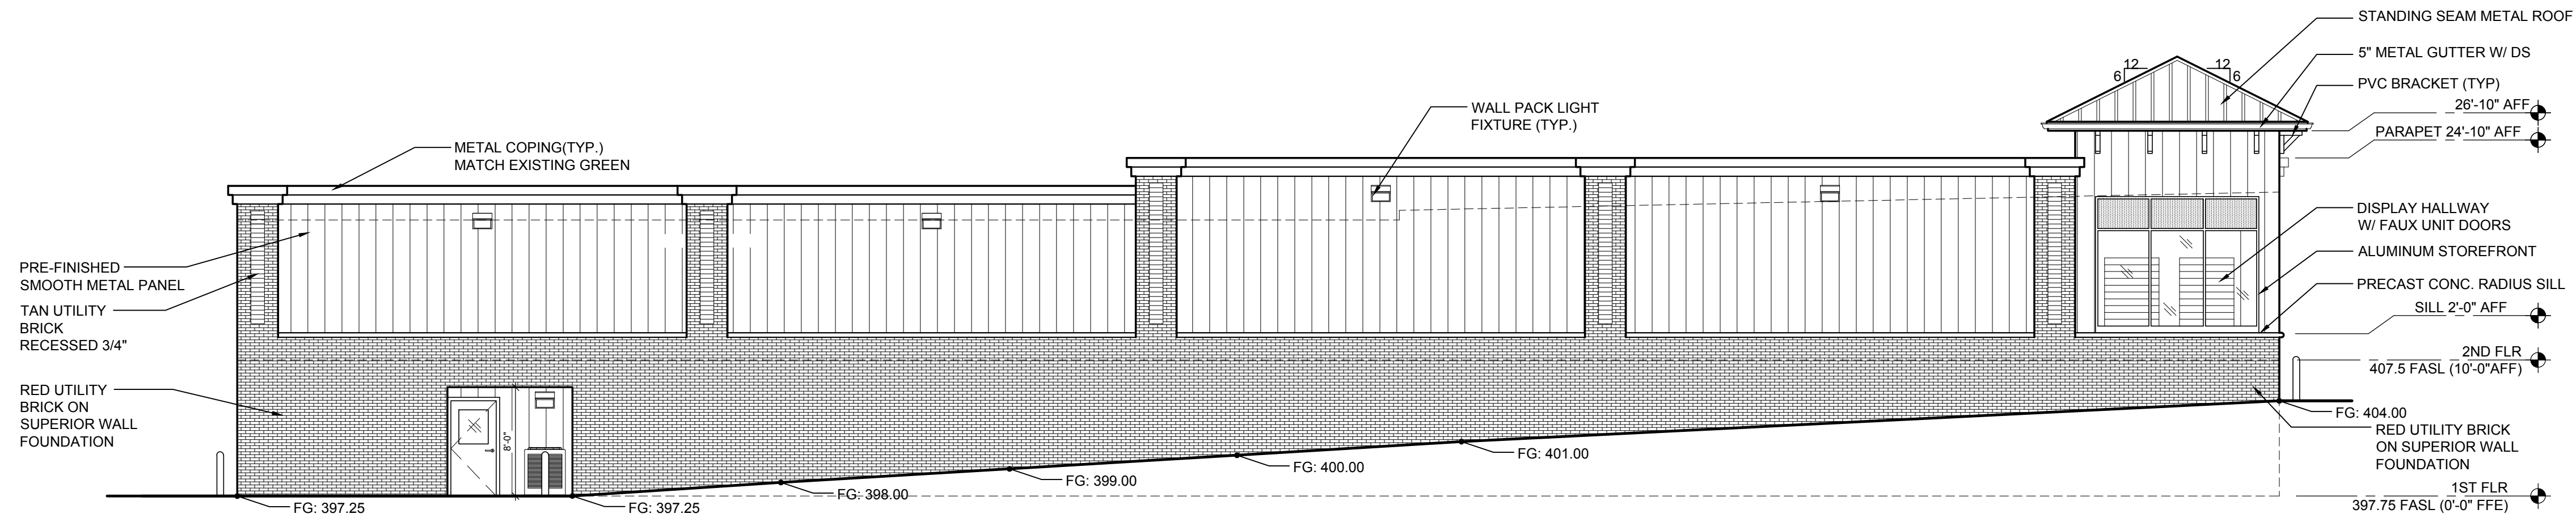 STANDING SEAM METAL ROOF
5" METAL GUTTER W/ DS
12
6
12
6
PVC BRACKET (TYP)
26'-10" AFF
PARAPET 24'-10" AFF
WALL PACK LIGHT
FIXTURE (TYP.)
METAL COPING(TYP.)
MATCH EXISTING GREEN
DISPLAY HALLWAY
W/ FAUX UNIT DOORS
ALUMINUM STOREFRONT
PRECAST CONC. RADIUS SILL
SILL 2'-0" AFF
PRE-FINISHED
SMOOTH METAL PANEL
TAN UTILITY
BRICK
RECESSED 3/4"
2ND FLR
407.5 FASL (10'-0"AFF)
RED UTILITY
BRICK ON
SUPERIOR WALL
FOUNDATION
8'-0"
FG: 404.00
RED UTILITY BRICK
ON SUPERIOR WALL
FOUNDATION
FG: 401.00
FG: 400.00
FG: 399.00
FG: 398.00
FG: 397.25
FG: 397.25
1ST FLR
397.75 FASL (0'-0" FFE)